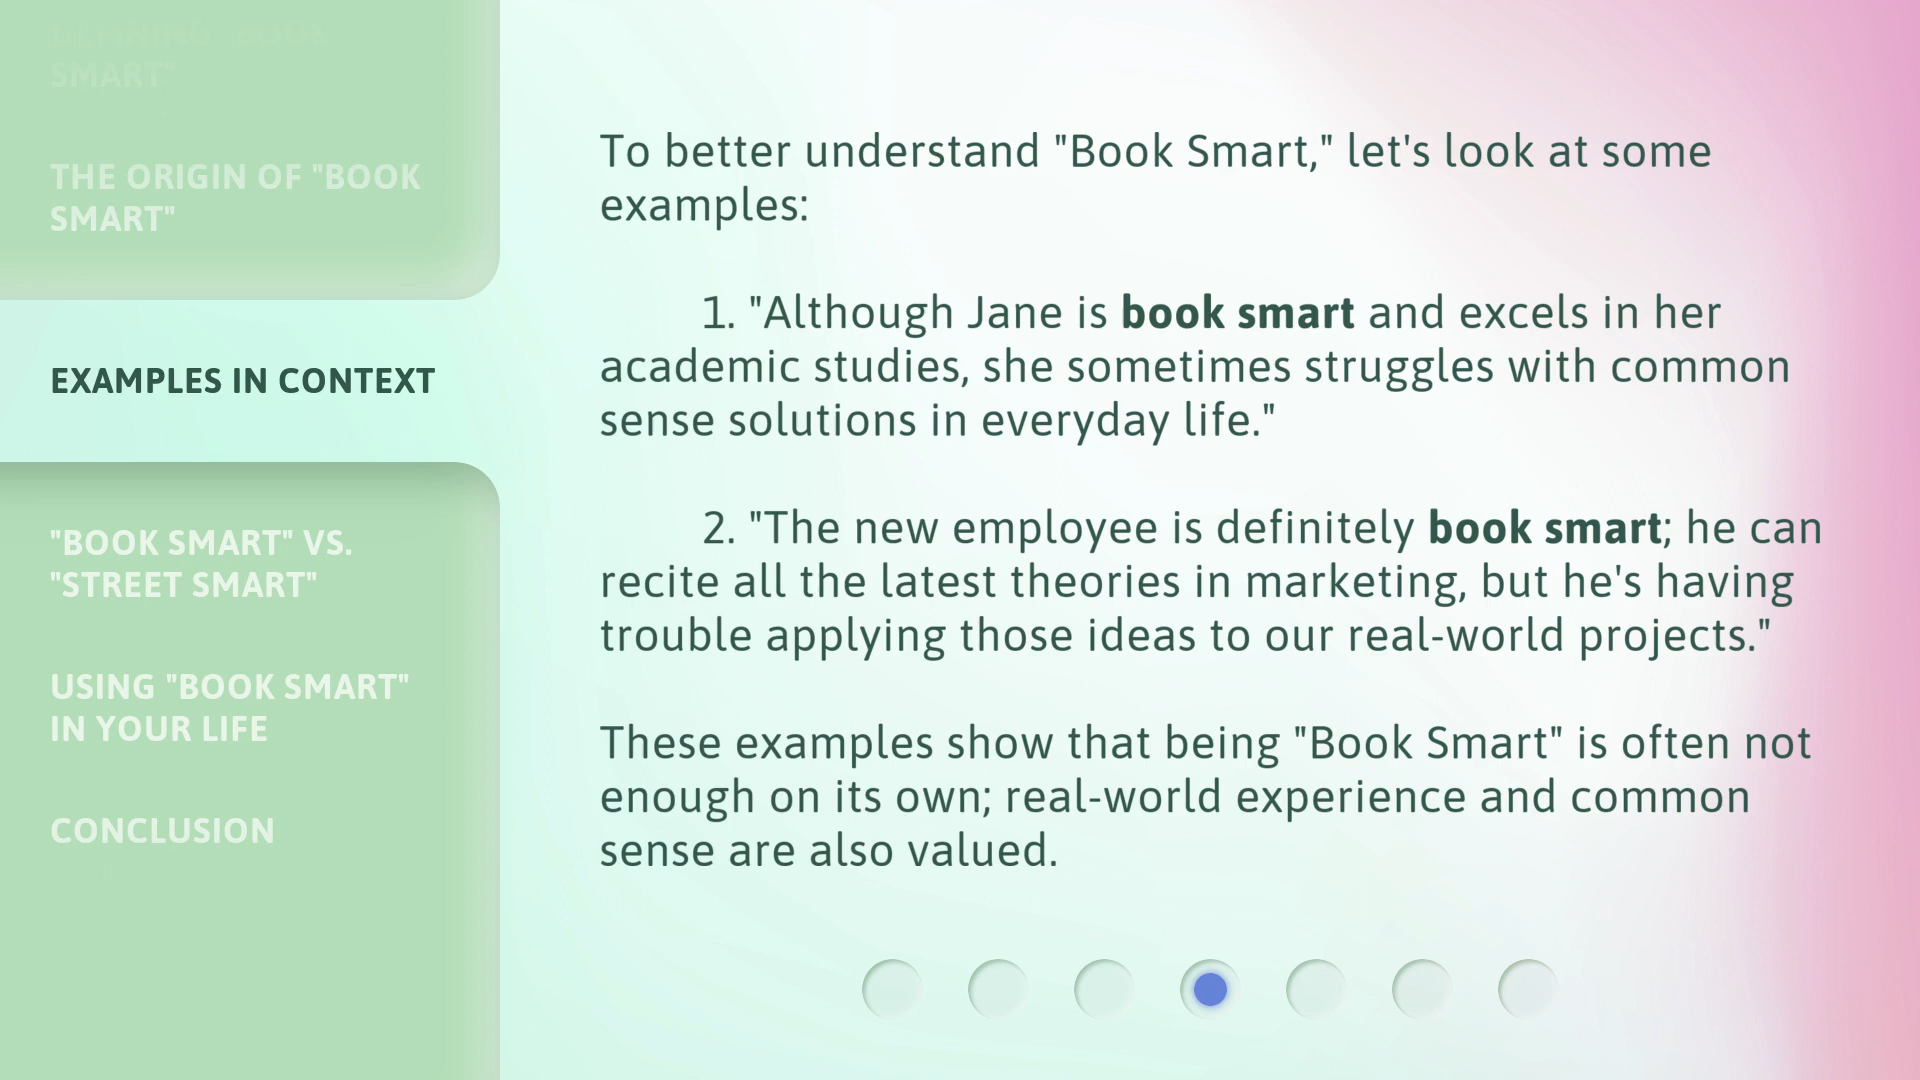 DEFINING "BOOK
SMART"
THE ORIGIN OF "BOOK
SMART"
EXAMPLES IN CONTEXT
"BOOK SMART" VS.
"STREET SMART"
USING "BOOK SMART"
IN YOUR LIFE
CONCLUSION
To better understand "Book Smart," let's look at some
examples:
1. "Although Jane is book smart and excels in her
academic studies, she sometimes struggles with common
sense solutions in everyday life."
2. "The new employee is definitely book smart; he can
recite all the latest theories in marketing, but he's having
trouble applying those ideas to our real-world projects."
These examples show that being "Book Smart" is often not
enough on its own; real-world experience and common
sense are also valued.